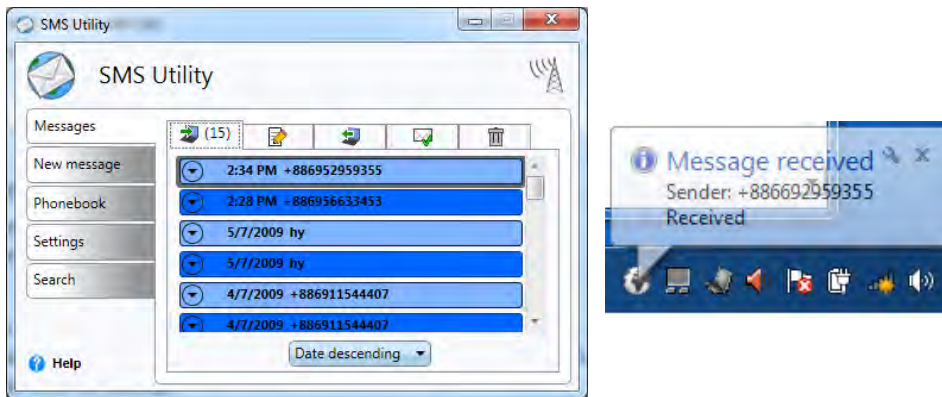 SMS Utility
SMS Utility
Messages
New message
Phonebook
Settings
Search
Help
(15)
2:34 PM +886952959355
2:28 PM +886956633453
5/7/2009 hy
5/7/2009 hy
4/7/2009 +886911544407
4/7/2009 +886911544407
Date descending
Message received
Sender: +886692959355
Received